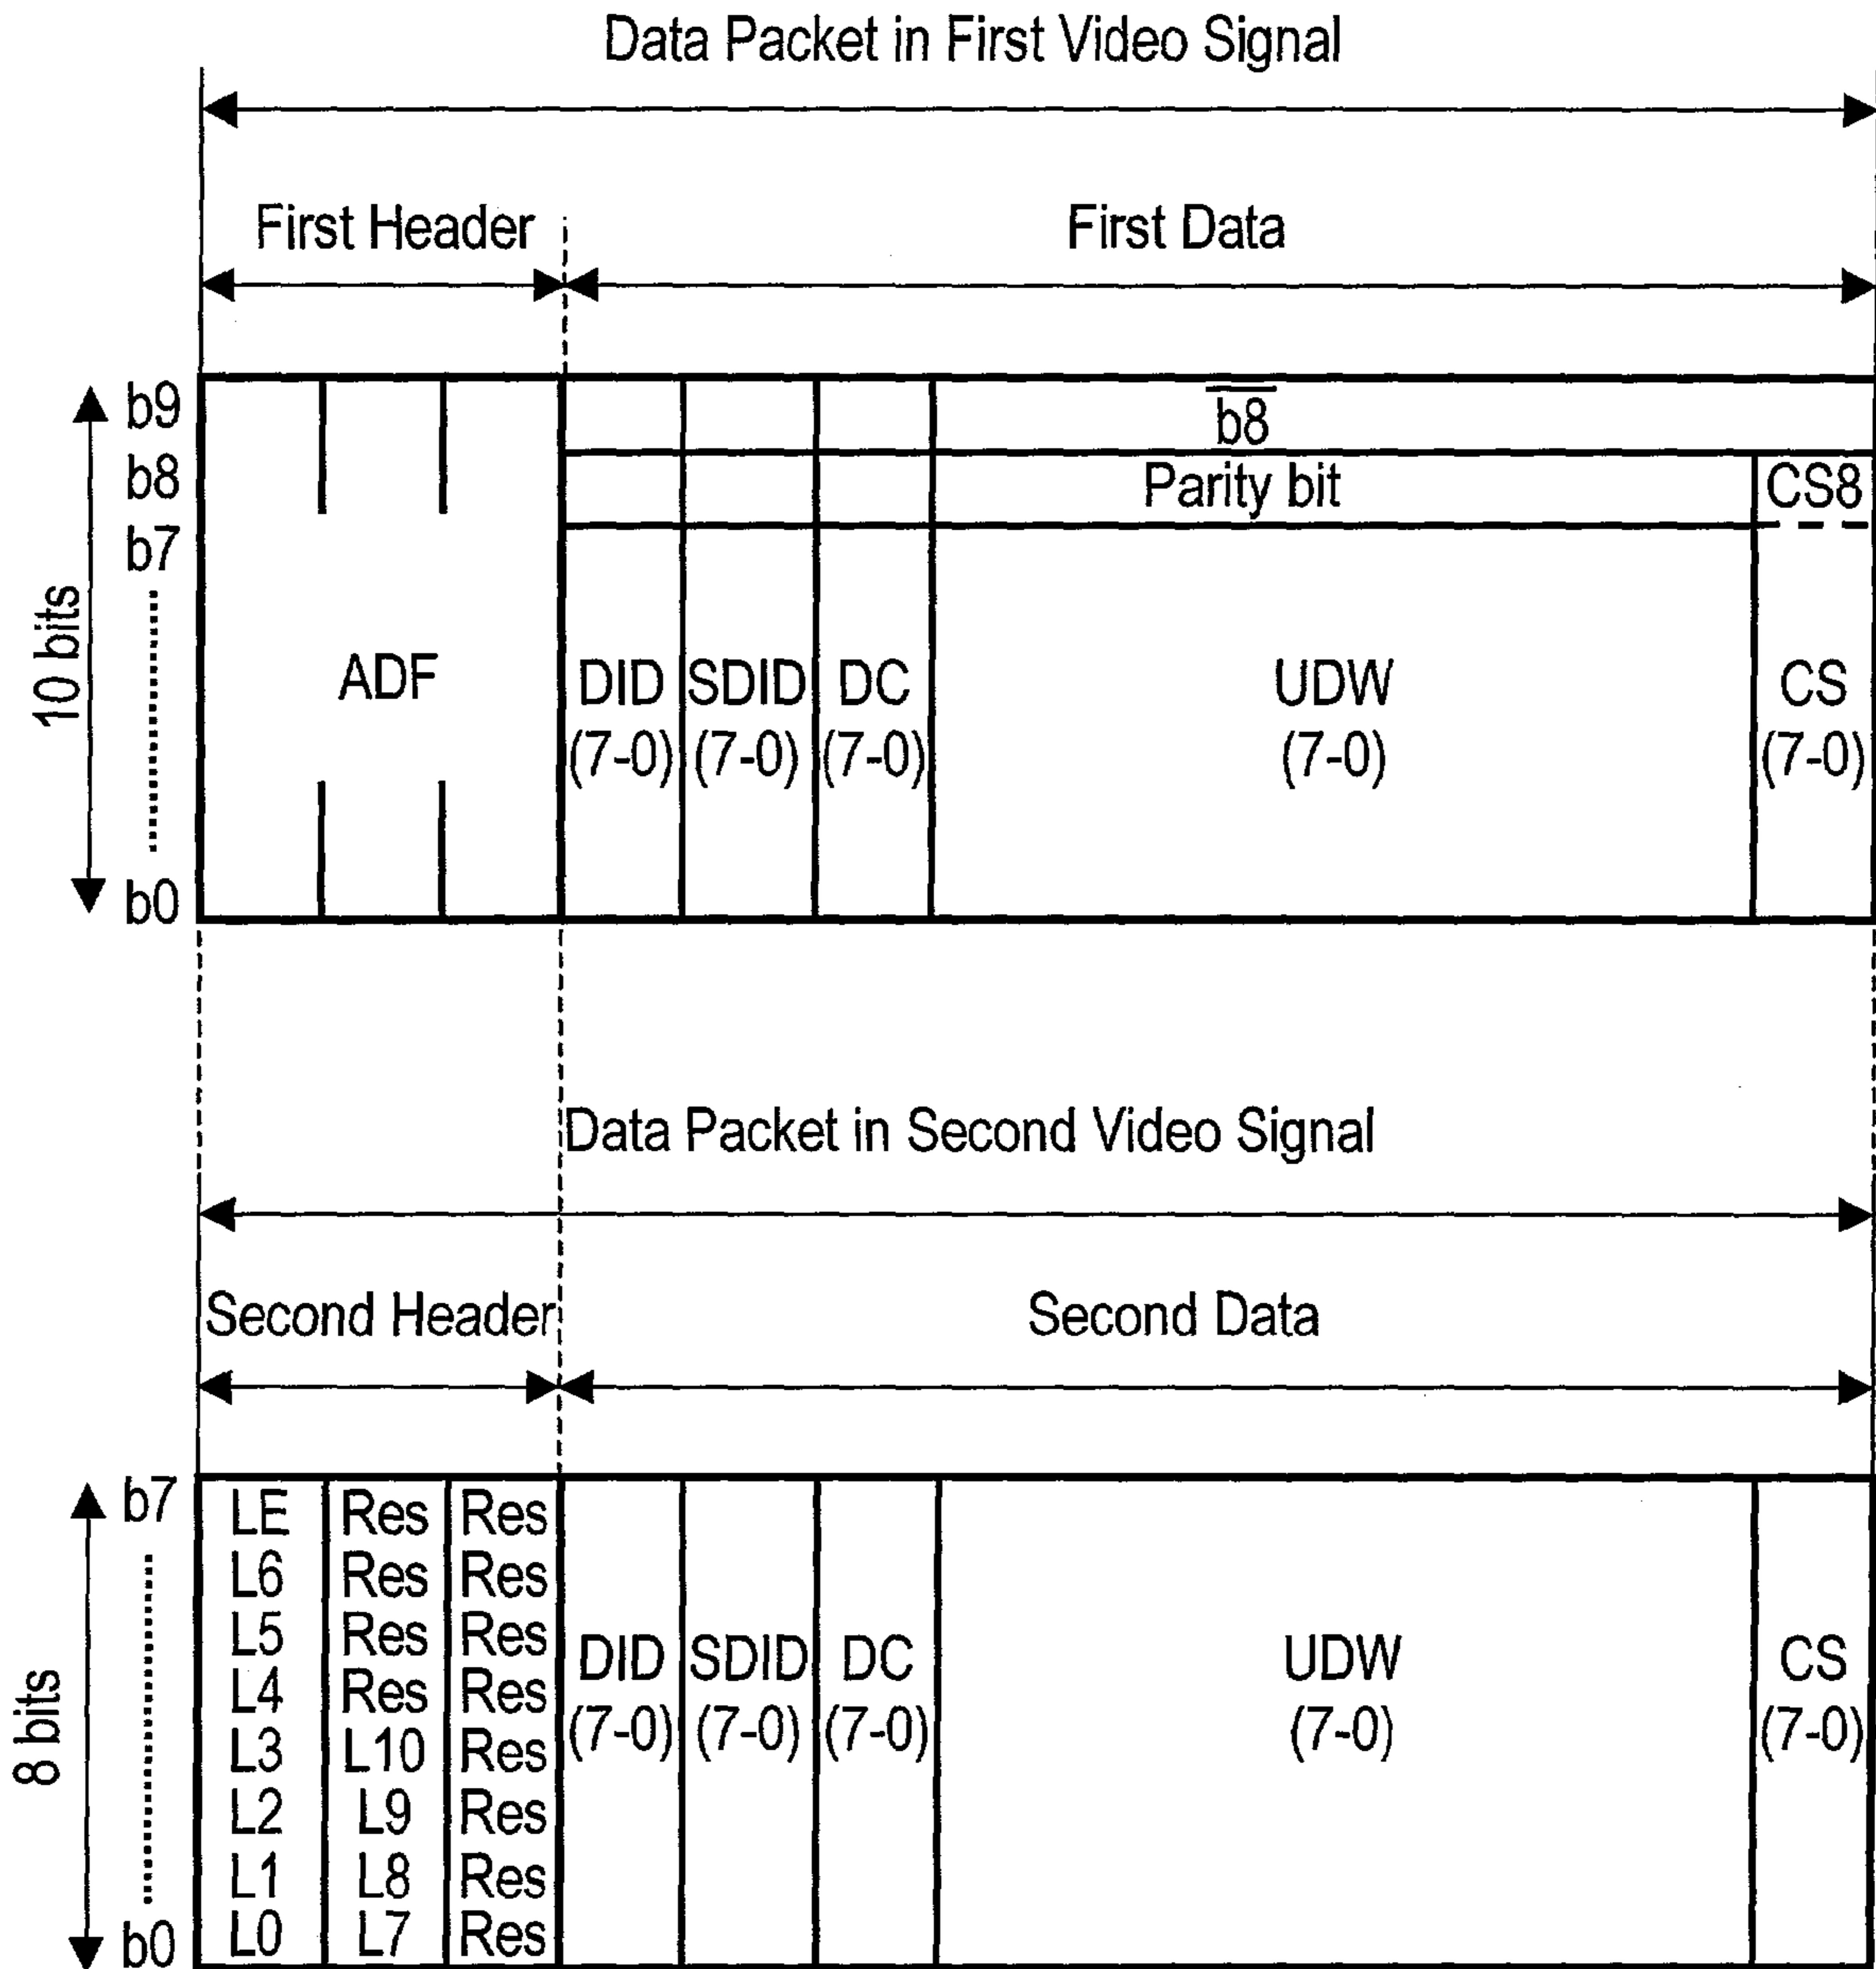 Data Packet in First Video Signal
First Header
First Data
10 bits
b9
b8
b7
b0
b̅8̅
Parity bit
CS8
ADF
DID
(7-0)
SDID
(7-0)
DC
(7-0)
UDW
(7-0)
CS
(7-0)
Data Packet in Second Video Signal
Second Header
Second Data
8 bits
b7
b0
LE Res Res
L6 Res Res
L5 Res Res
L4 Res Res
L3 L10 Res
L2 L9 Res
L1 L8 Res
L0 L7 Res
DID
(7-0)
SDID
(7-0)
DC
(7-0)
UDW
(7-0)
CS
(7-0)